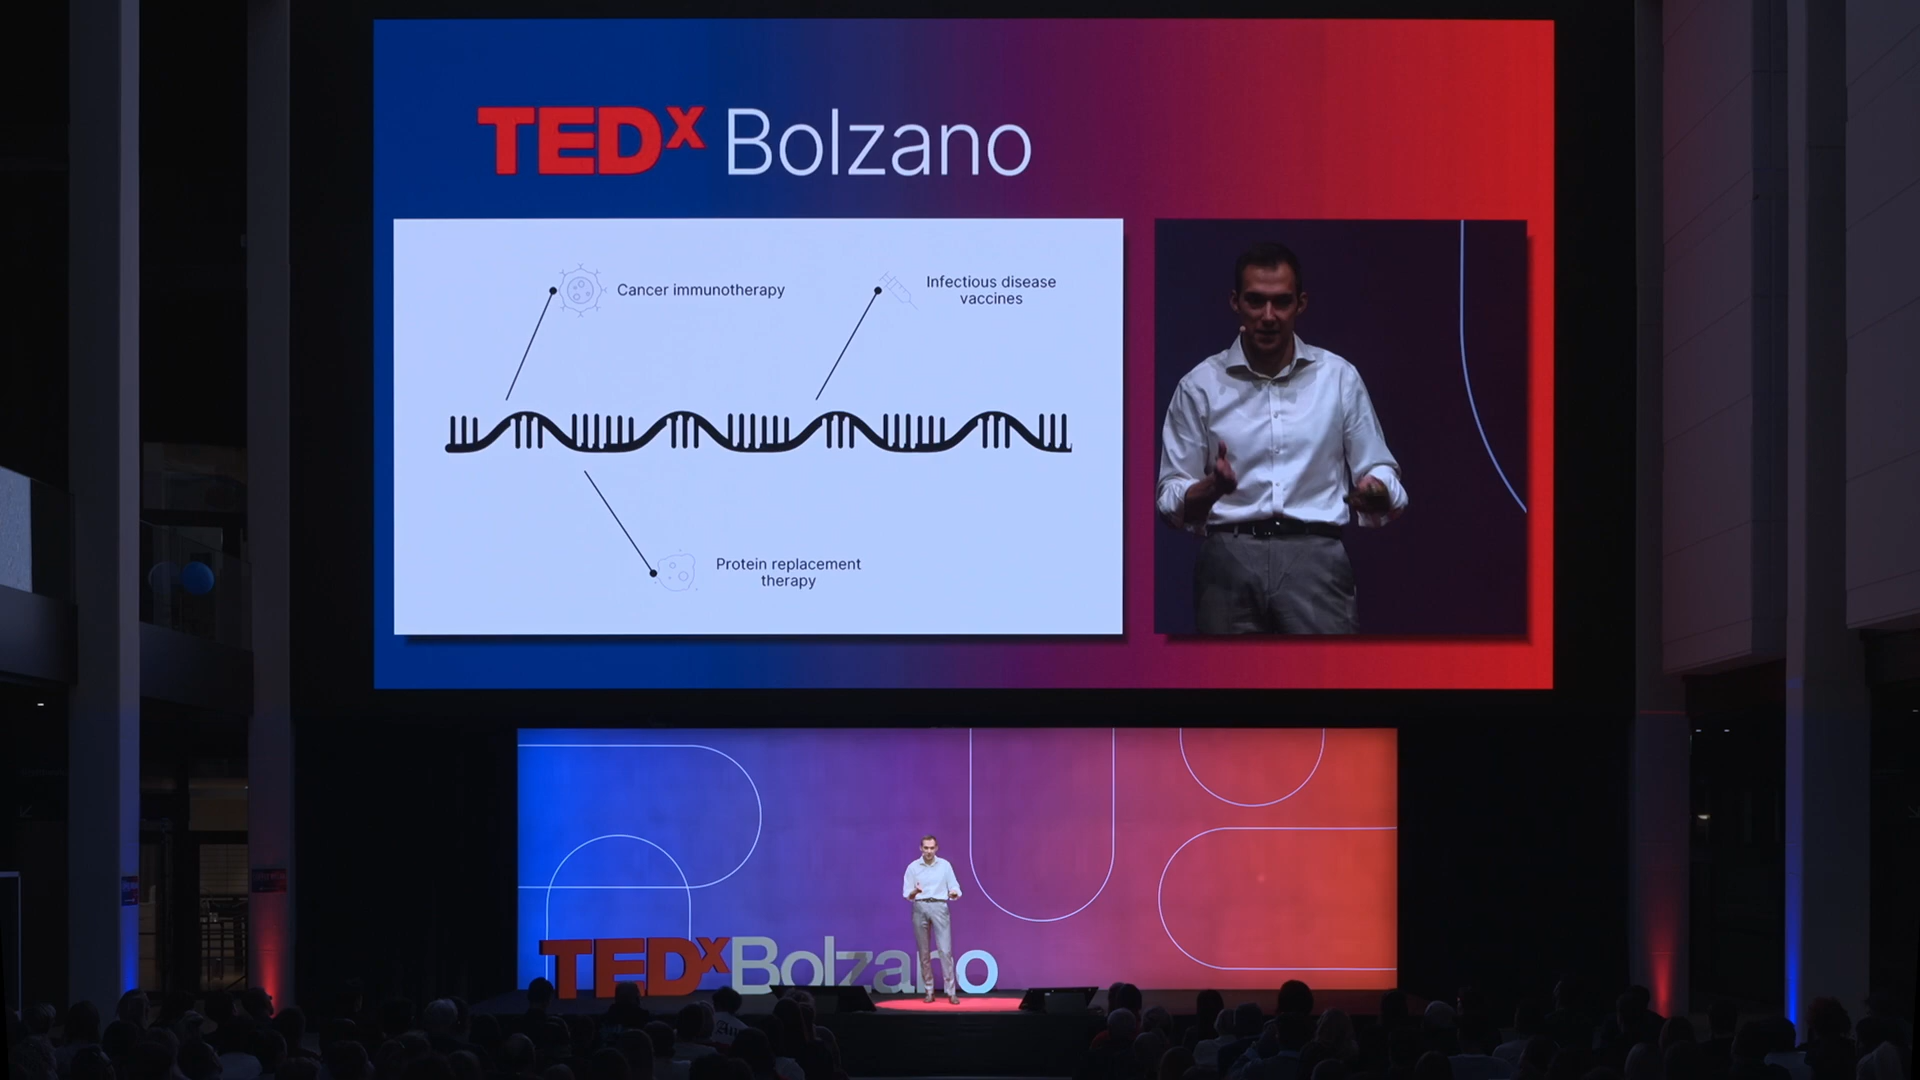 TEDx Bolzano
Cancer immunotherapy
Infectious disease
vaccines
Protein replacement
therapy
TEDxBolzano